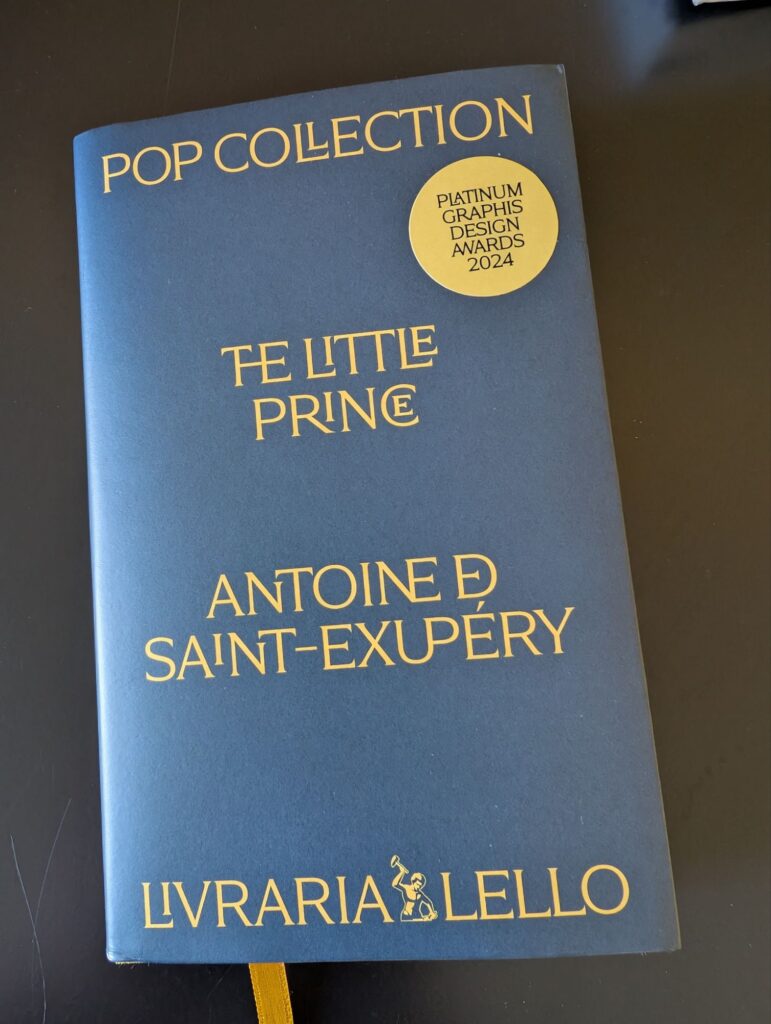 POP COLLECTION
PLATINUM
GRAPHIS
DESIGN
AWARDS
2024
THE LITTLE
PRINCE
ANTOINE DE
SAINT-EXUPÉRY
LIVRARIA LELLO